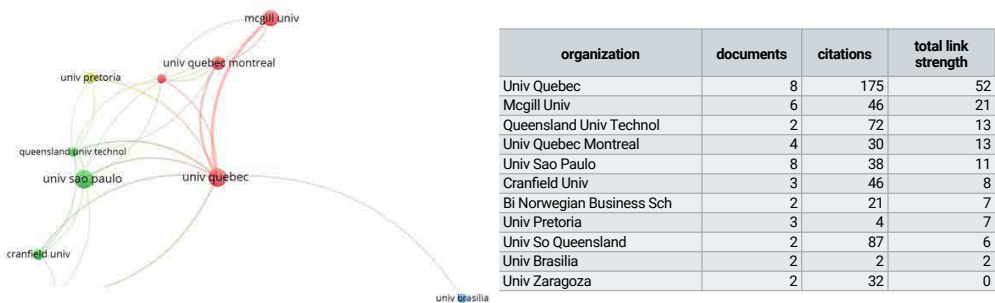 mcgill univ
univ quebec montreal
univ pretoria
queensland univ technol
univ sao paulo
univ quebec
cranfield univ
univ brasilia
organization documents citations total link strength
Univ Quebec 8 175 52
Mcgill Univ 6 46 21
Queensland Univ Technol 2 72 13
Univ Quebec Montreal 4 30 13
Univ Sao Paulo 8 38 11
Cranfield Univ 3 46 8
Bi Norwegian Business Sch 2 21 7
Univ Pretoria 3 4 7
Univ So Queensland 2 87 6
Univ Brasilia 2 2 2
Univ Zaragoza 2 32 0